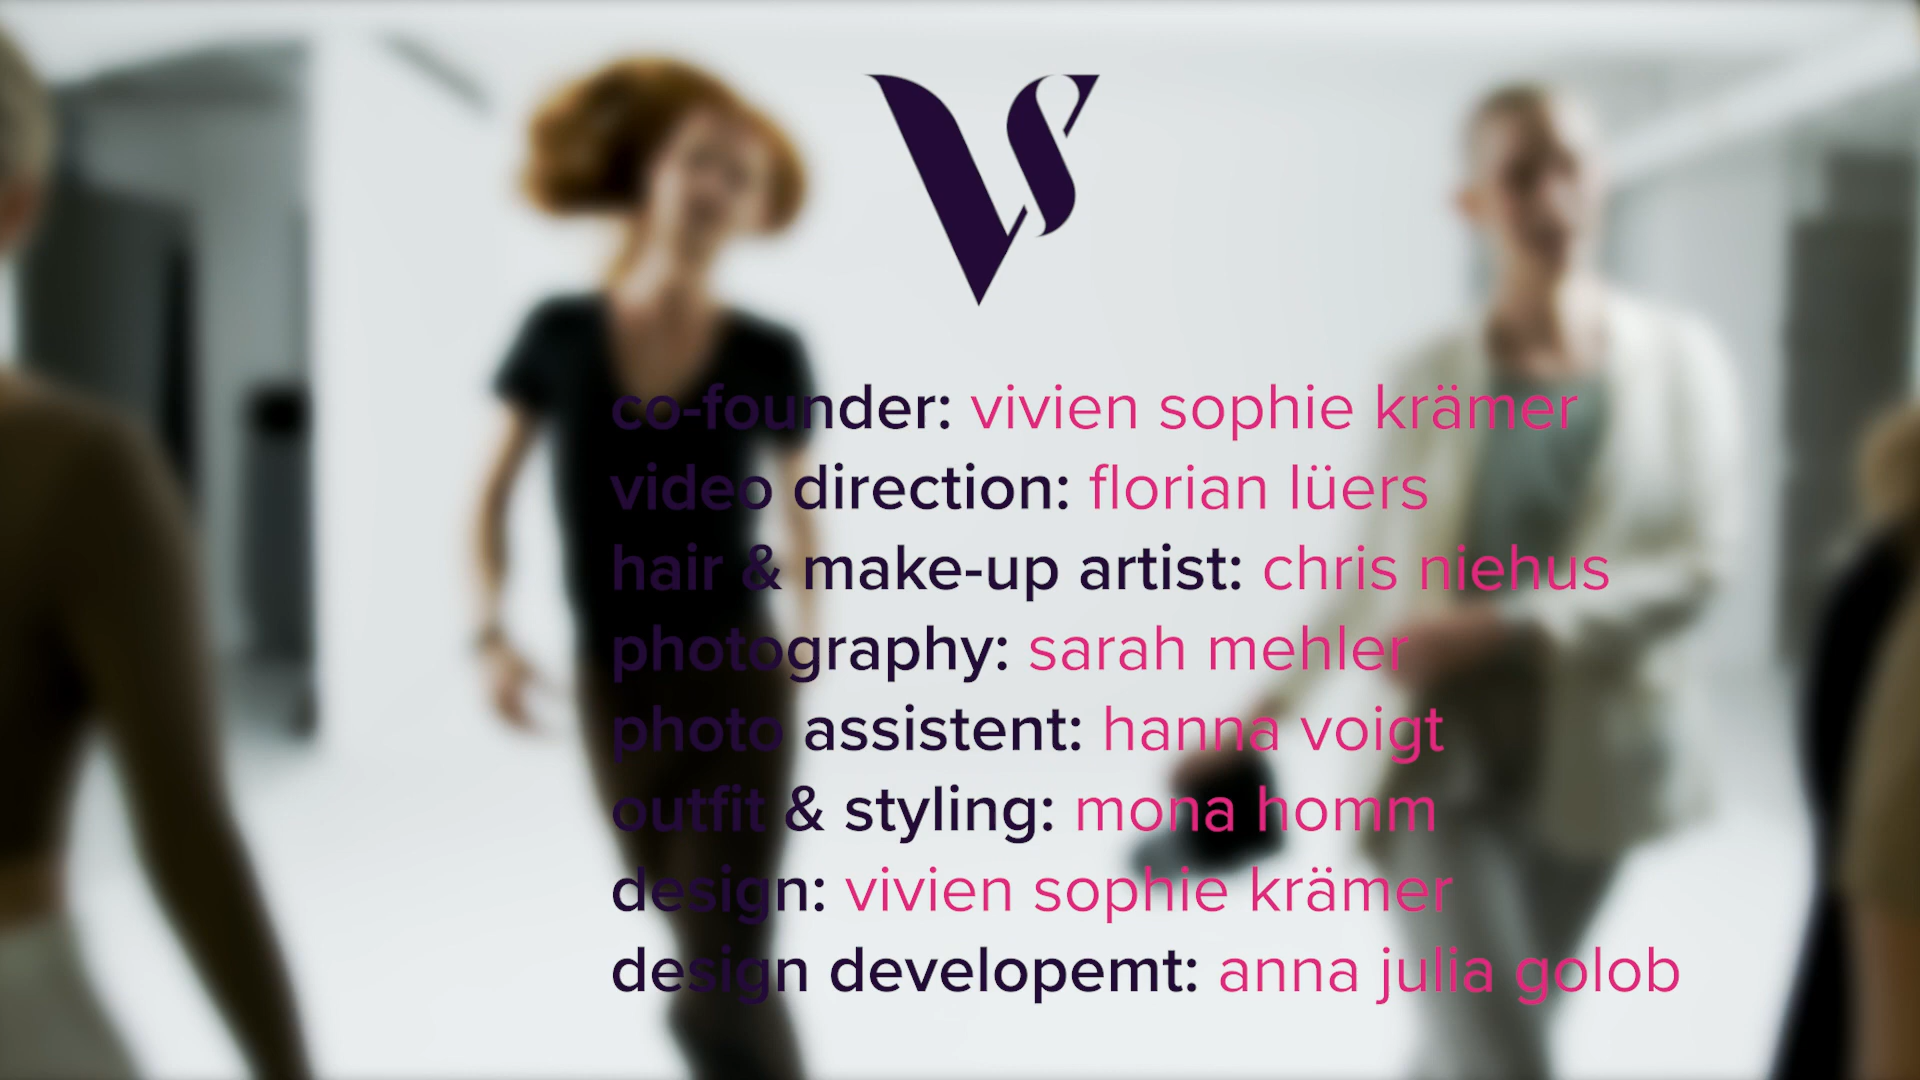 VS
co-founder: vivien sophie krämer
video direction: florian lüers
hair & make-up artist: chris niehus
photography: sarah mehler
photo assistent: hanna voigt
outfit & styling: mona homm
design: vivien sophie krämer
design developemt: anna julia golob